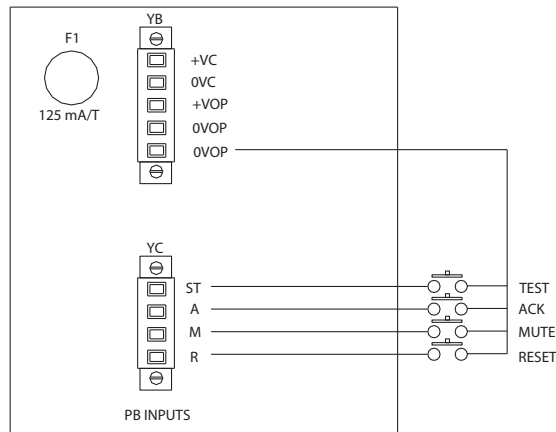 YB
F1
125 mA/T
+VC
0VC
+VOP
0VOP
0VOP
YC
ST
A
M
R
TEST
ACK
MUTE
RESET
PB INPUTS